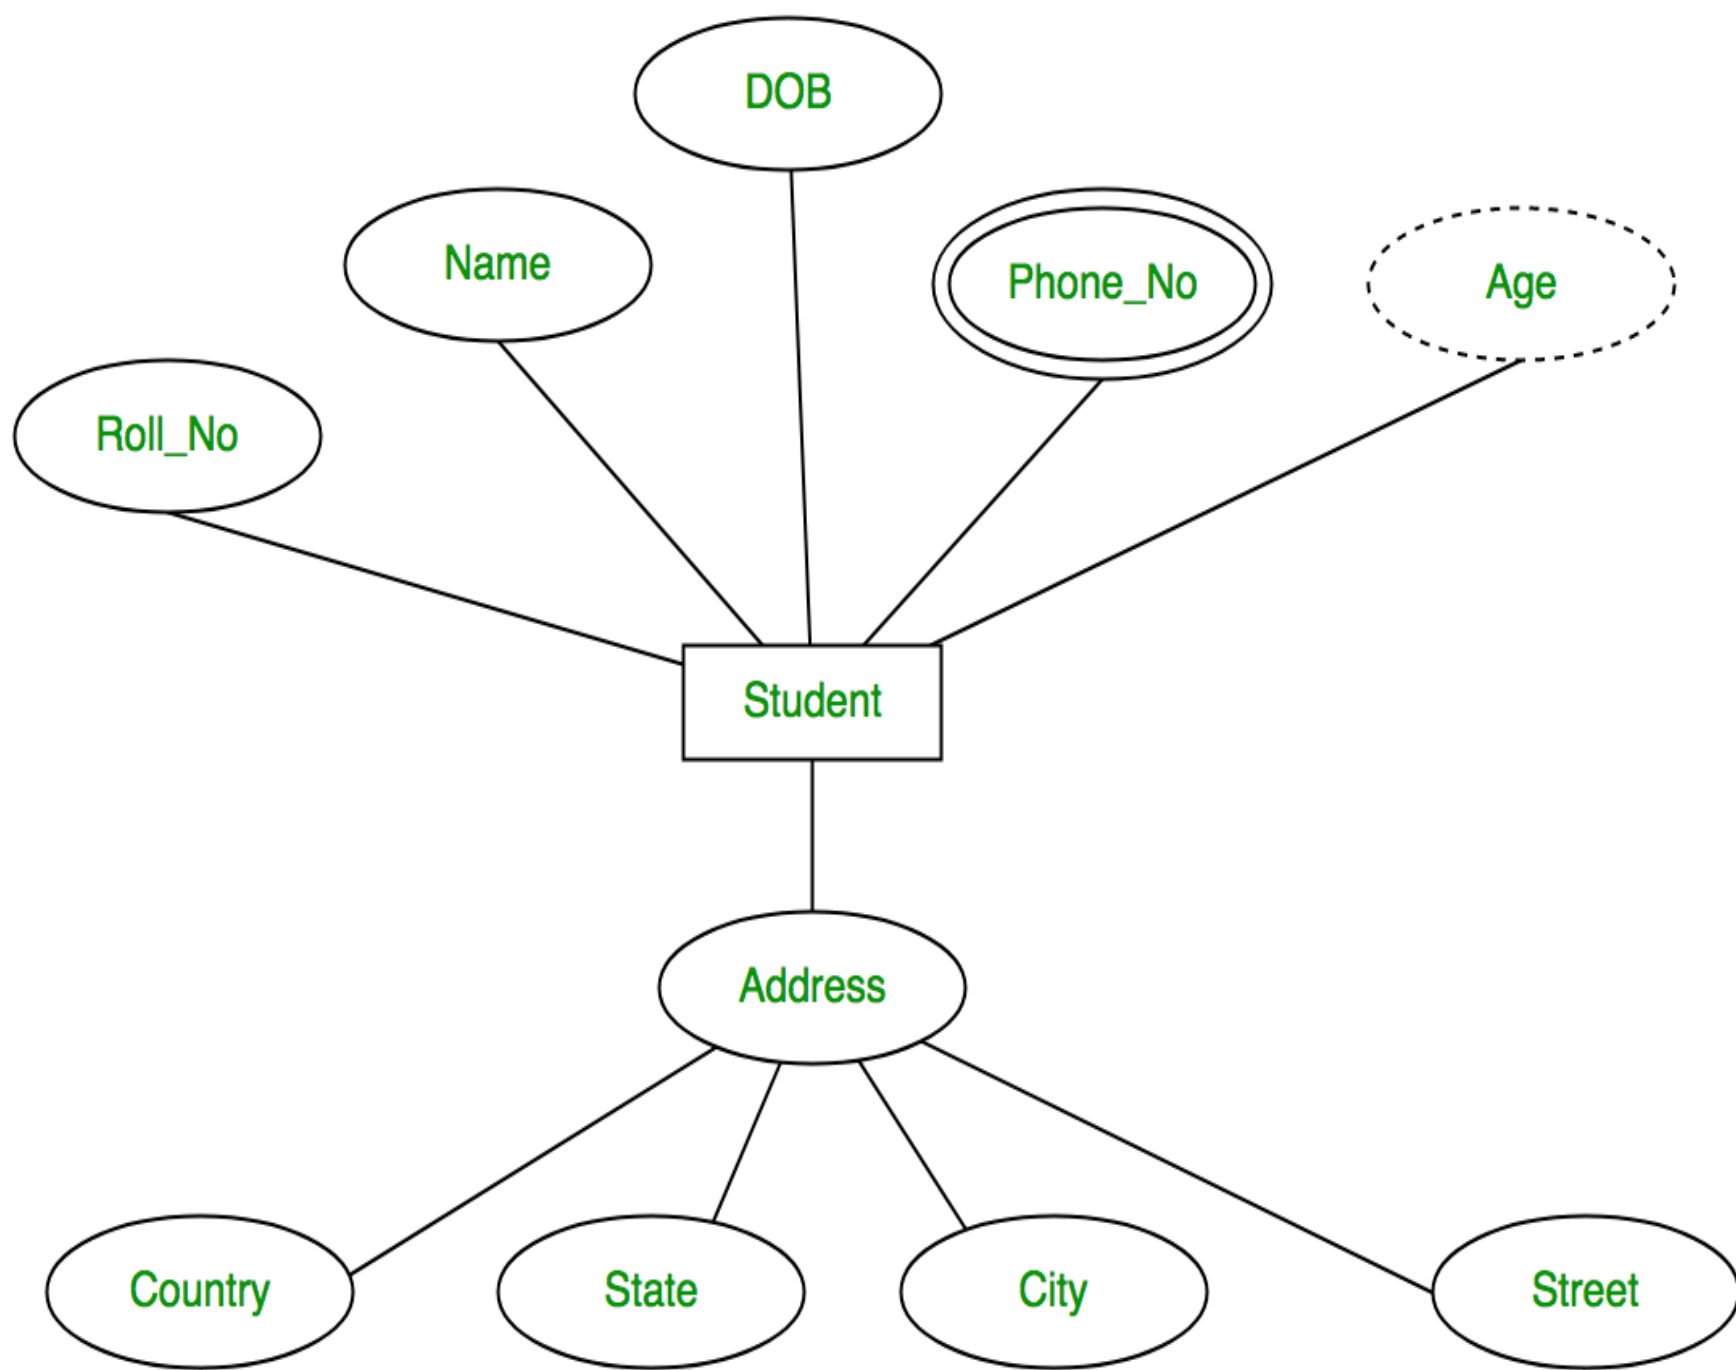 DOB
Name
Phone_No
Age
Roll_No
Student
Address
Country
State
City
Street